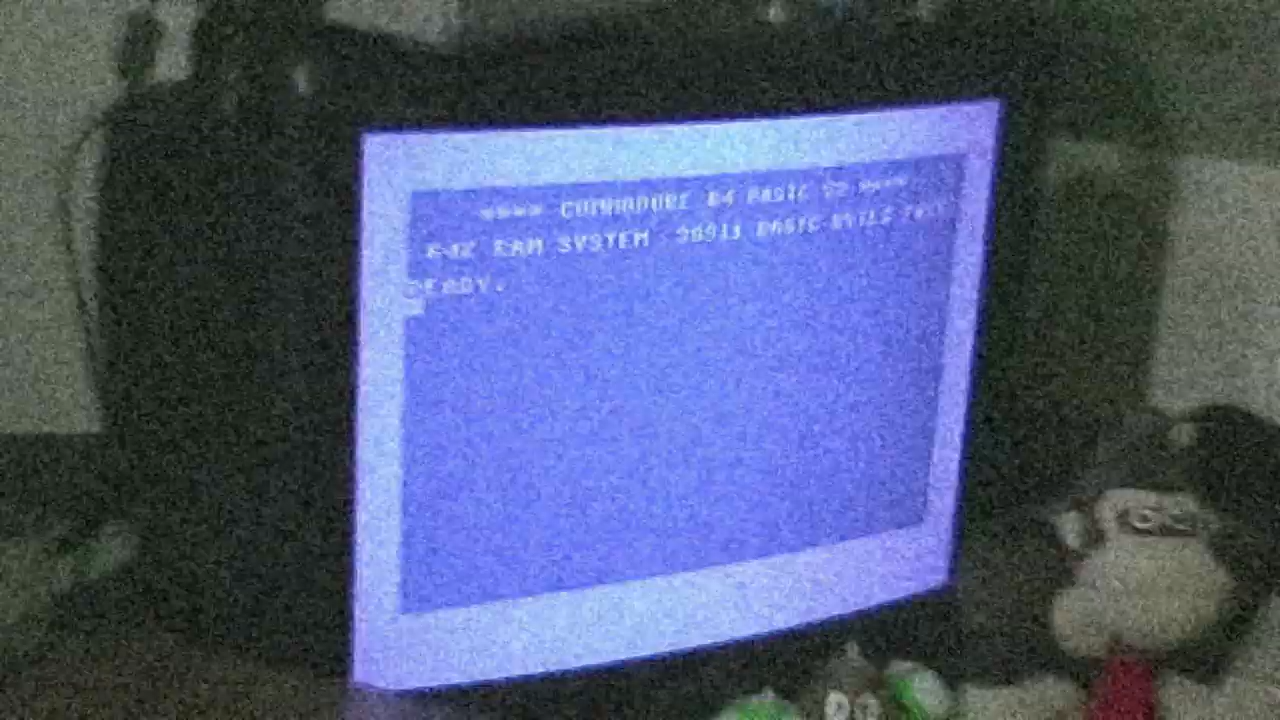 **** COMMODORE 64 BASIC V2 ****
64K RAM SYSTEM 38911 BASIC BYTES FREE
READY.